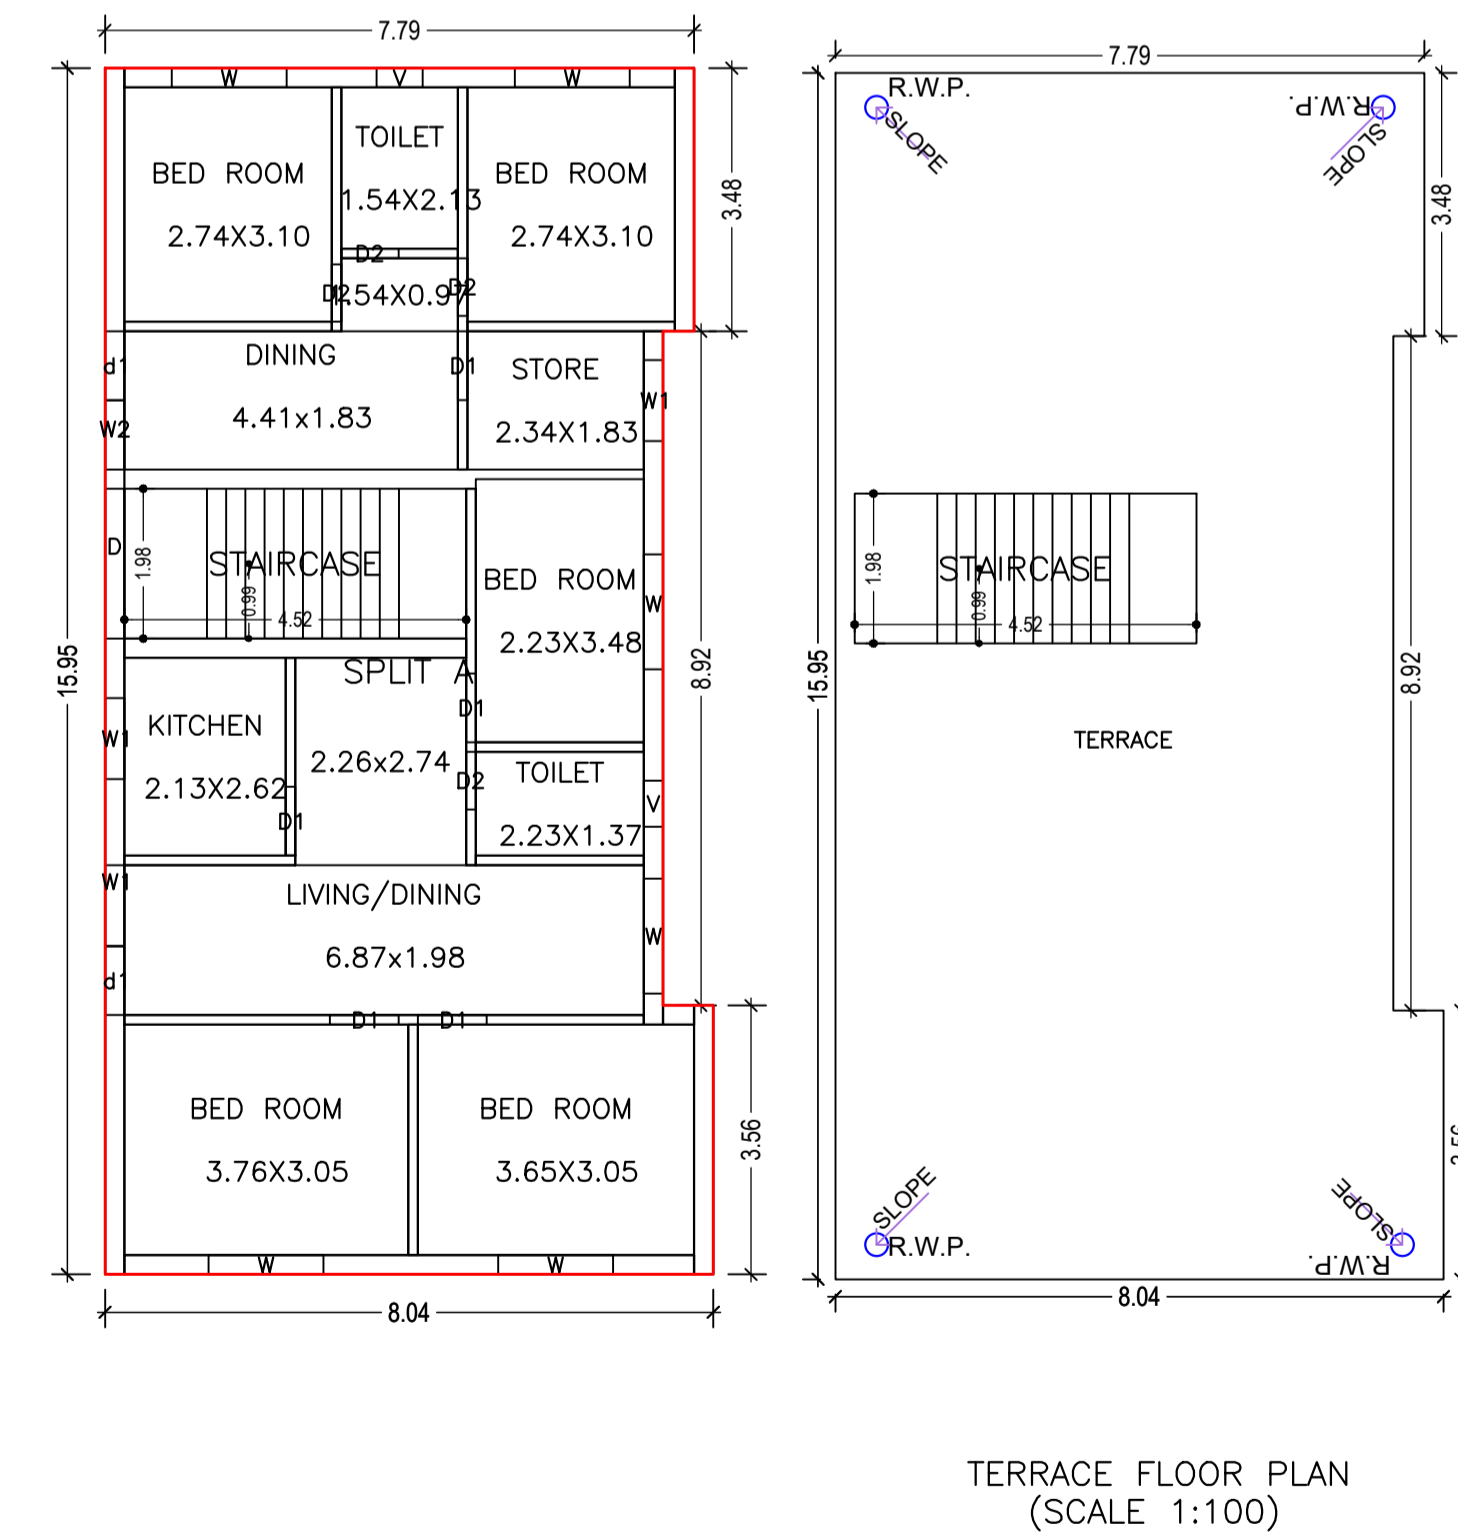 7.79
W
V
W
TOILET
BED ROOM
1.54X2.13
BED ROOM
2.74X3.10
2.74X3.10
3.48
D2
D2
1.54X0.97
D2
DINING
STORE
d1
D1
W1
4.41x1.83
2.34X1.83
W2
D
1.98
STAIRCASE
0.99
4.52
BED ROOM
W
2.23X3.48
15.95
8.92
SPLIT A
D1
KITCHEN
W1
2.26x2.74
2.13X2.62
D2
TOILET
V
D1
2.23X1.37
W1
LIVING/DINING
W
6.87x1.98
d1
D1
D1
BED ROOM
BED ROOM
3.76X3.05
3.65X3.05
3.56
W
W
8.04
7.79
R.W.P.
SLOPE
R.W.P.
SLOPE
3.48
1.98
STAIRCASE
0.99
4.52
15.95
8.92
TERRACE
SLOPE
R.W.P.
SLOPE
R.W.P.
3.56
8.04
TERRACE FLOOR PLAN
(SCALE 1:100)